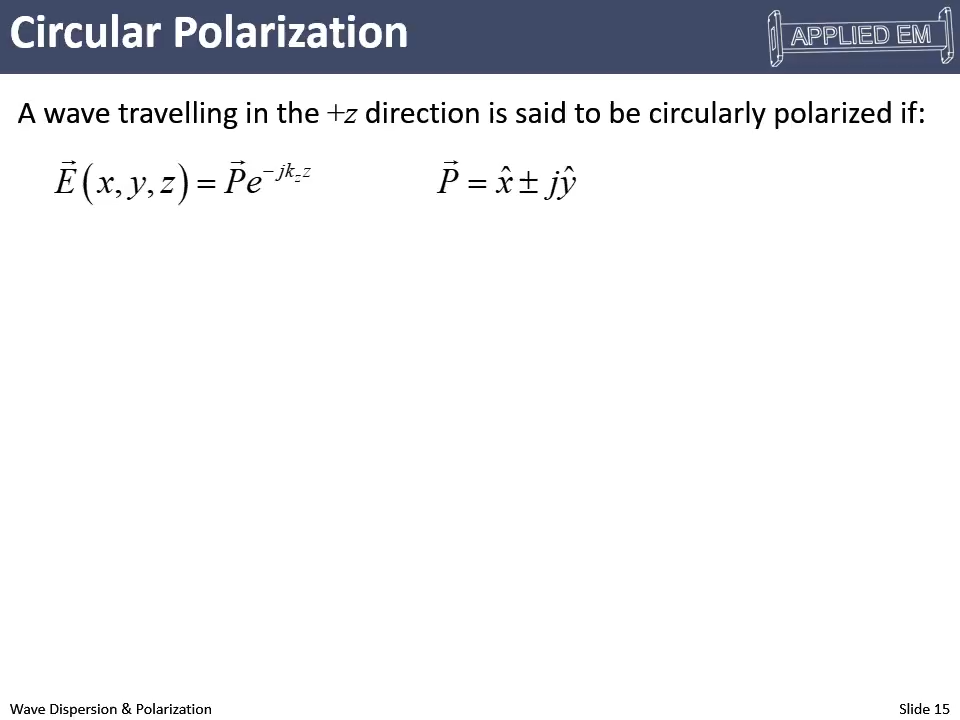 Circular Polarization
APPLIED EM
A wave travelling in the +z direction is said to be circularly polarized if:
$\vec{E}(x, y, z) = \vec{P}e^{-jk_z z}$ $\vec{P} = \hat{x} \pm j\hat{y}$
Wave Dispersion & Polarization Slide 15